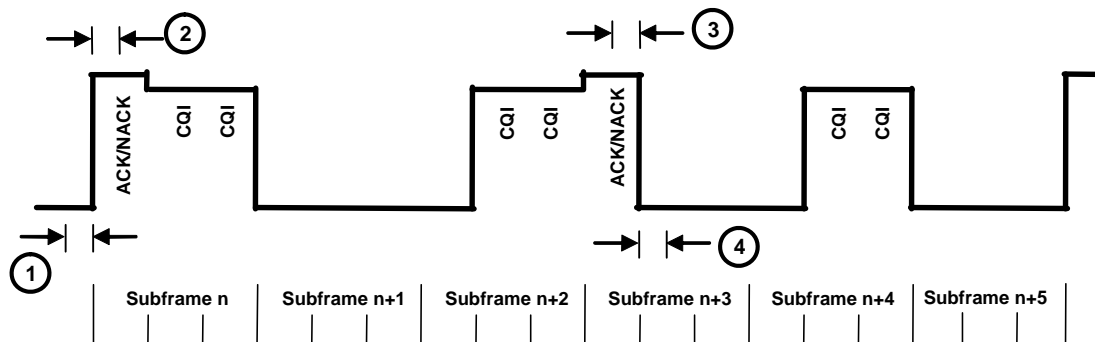 2
3
ACK/NACK
CQI
CQI
CQI
CQI
ACK/NACK
CQI
CQI
1
4
Subframe n
Subframe n+1
Subframe n+2
Subframe n+3
Subframe n+4
Subframe n+5